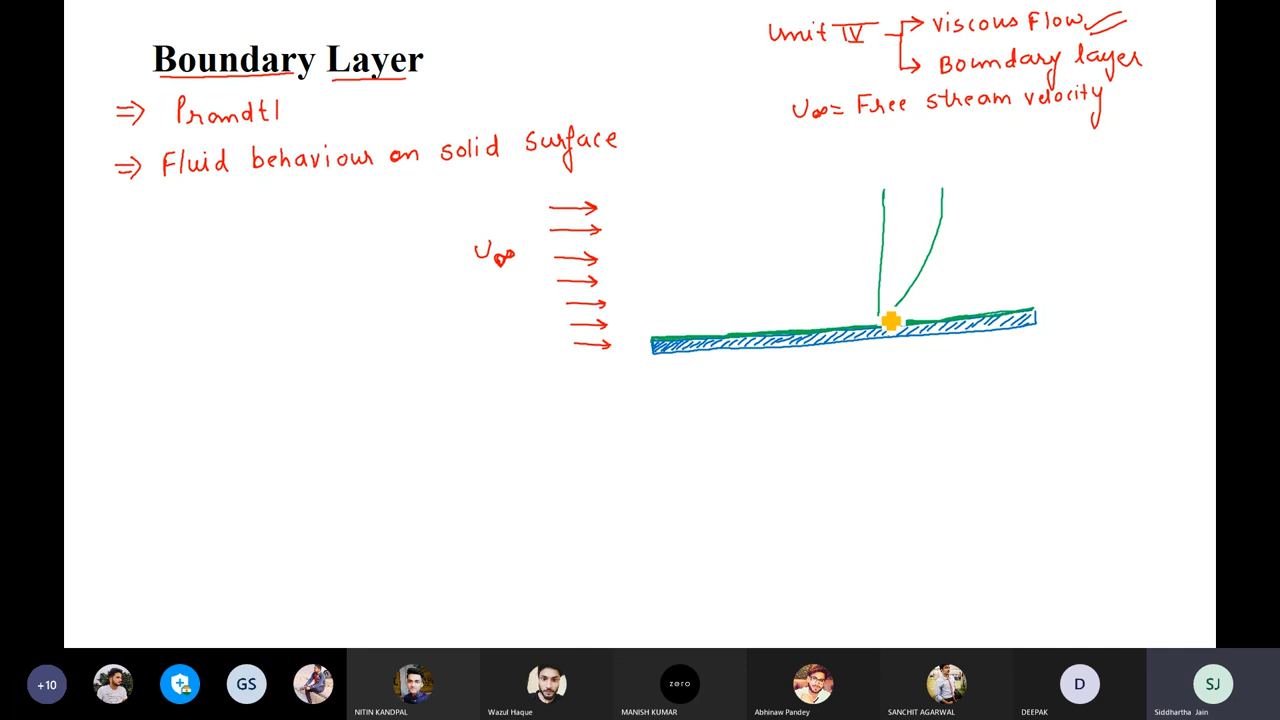 Boundary Layer
Unit IV → Viscous Flow
→ Boundary layer
U∞ = Free stream velocity
⇒ Prandtl
⇒ Fluid behaviour on solid surface
U∞
+10
GS
NITIN KANDPAL
Wazul Haque
zero
MANISH KUMAR
Abhinaw Pandey
SANCHIT AGARWAL
D
DEEPAK
SJ
Siddhartha Jain